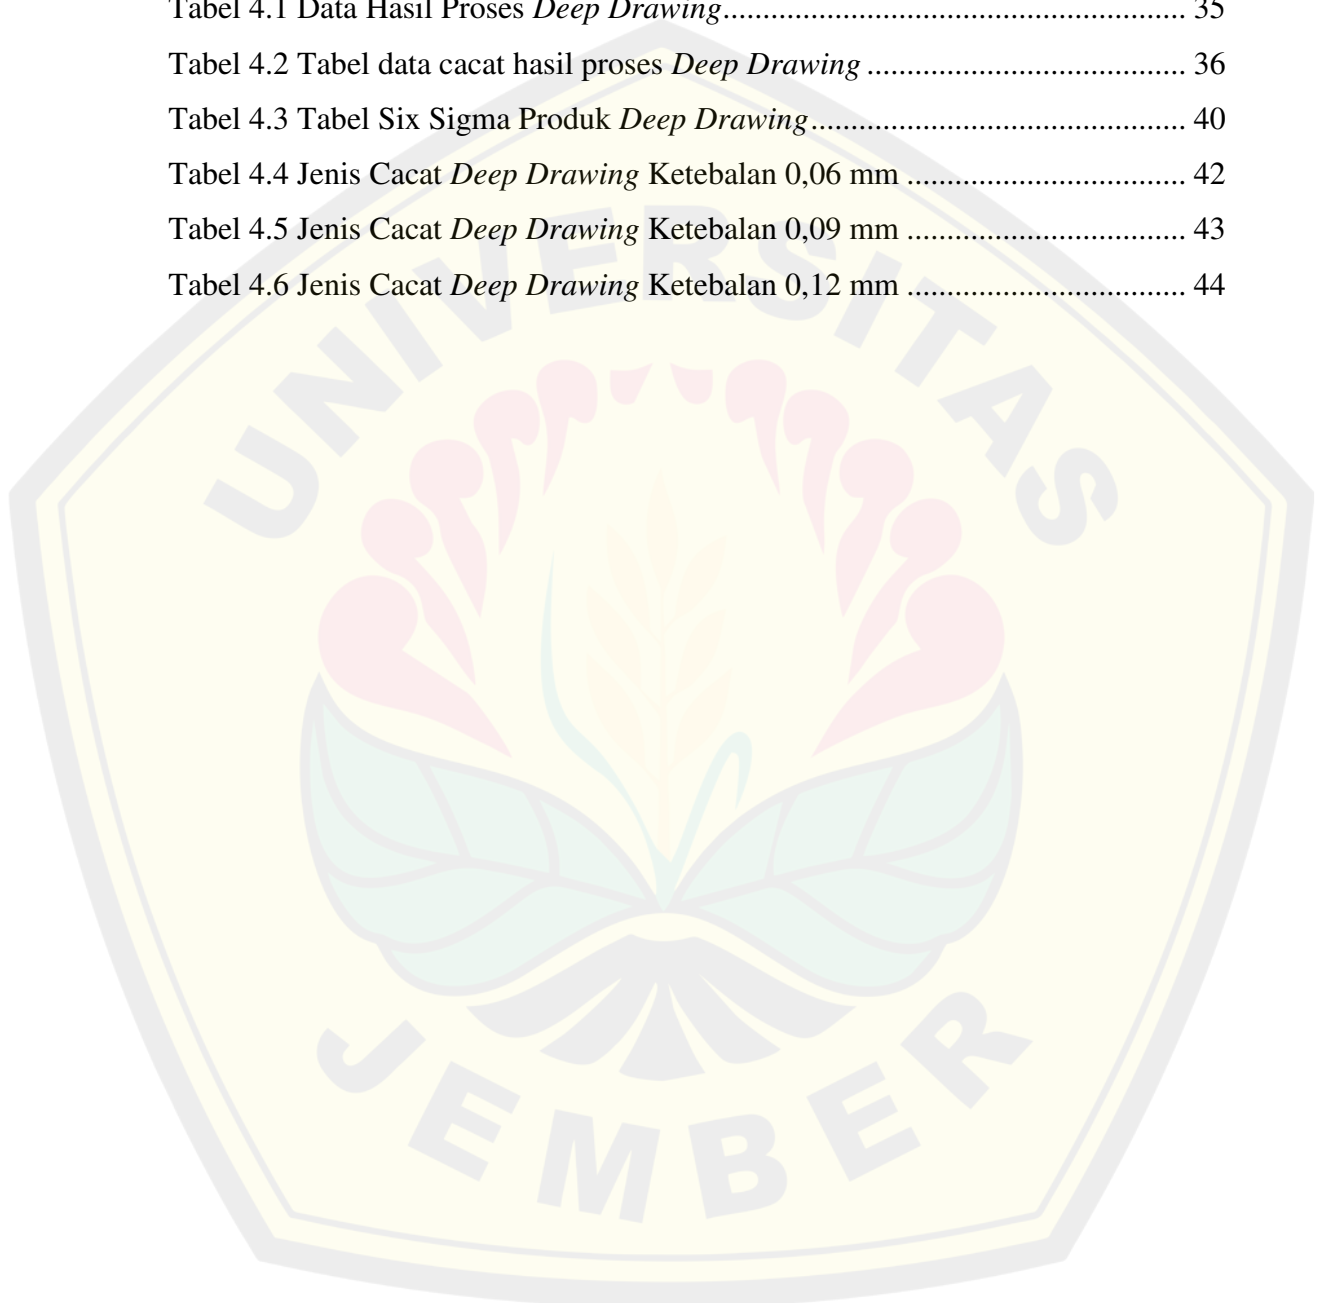 Tabel 4.1 Data Hasil Proses Deep Drawing................................................. 35
Tabel 4.2 Tabel data cacat hasil proses Deep Drawing .................................. 36
Tabel 4.3 Tabel Six Sigma Produk Deep Drawing........................................ 40
Tabel 4.4 Jenis Cacat Deep Drawing Ketebalan 0,06 mm .............................. 42
Tabel 4.5 Jenis Cacat Deep Drawing Ketebalan 0,09 mm .............................. 43
Tabel 4.6 Jenis Cacat Deep Drawing Ketebalan 0,12 mm .............................. 44
UNIVERSITAS
JEMBER